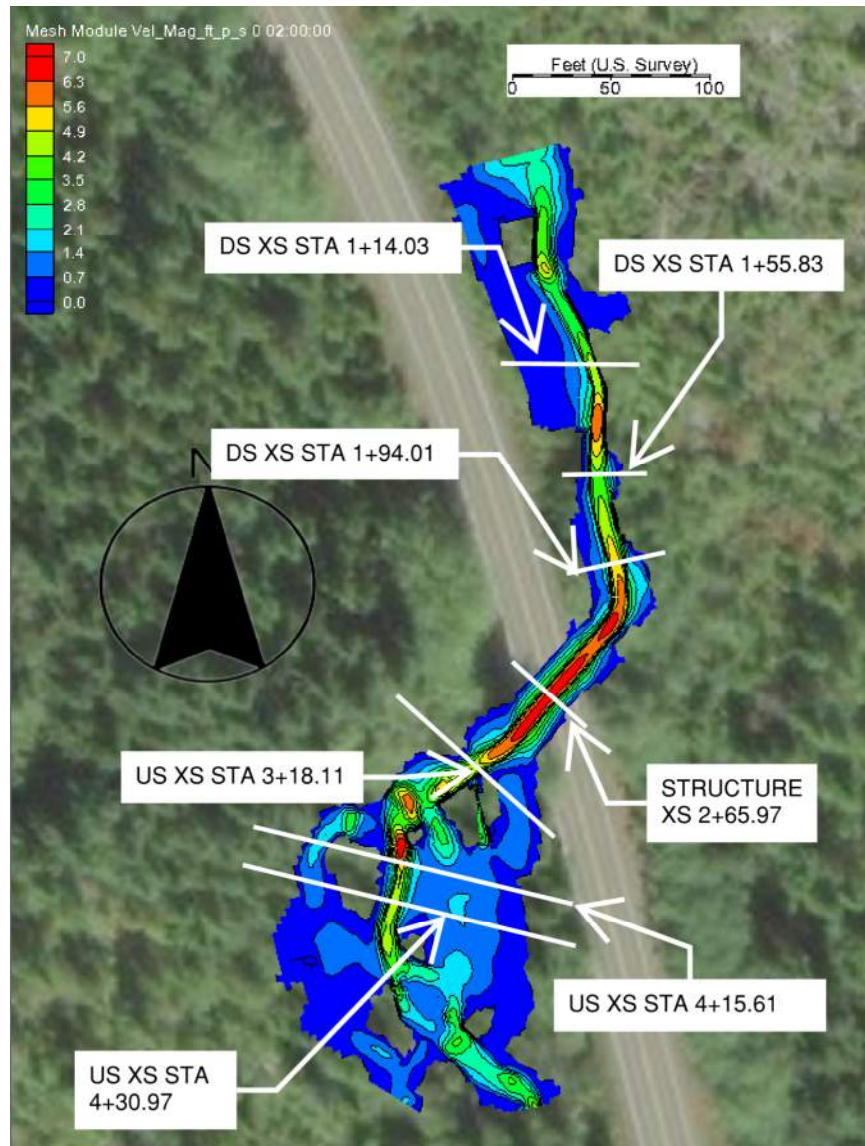 Mesh Module Vel_Mag_ft_p_s 0 02:00:00
7.0
6.3
5.6
4.9
4.2
3.5
2.8
2.1
1.4
0.7
0.0
Feet (U.S. Survey)
0 50 100
DS XS STA 1+14.03
DS XS STA 1+55.83
DS XS STA 1+94.01
N
US XS STA 3+18.11
STRUCTURE
XS 2+65.97
US XS STA 4+15.61
US XS STA
4+30.97